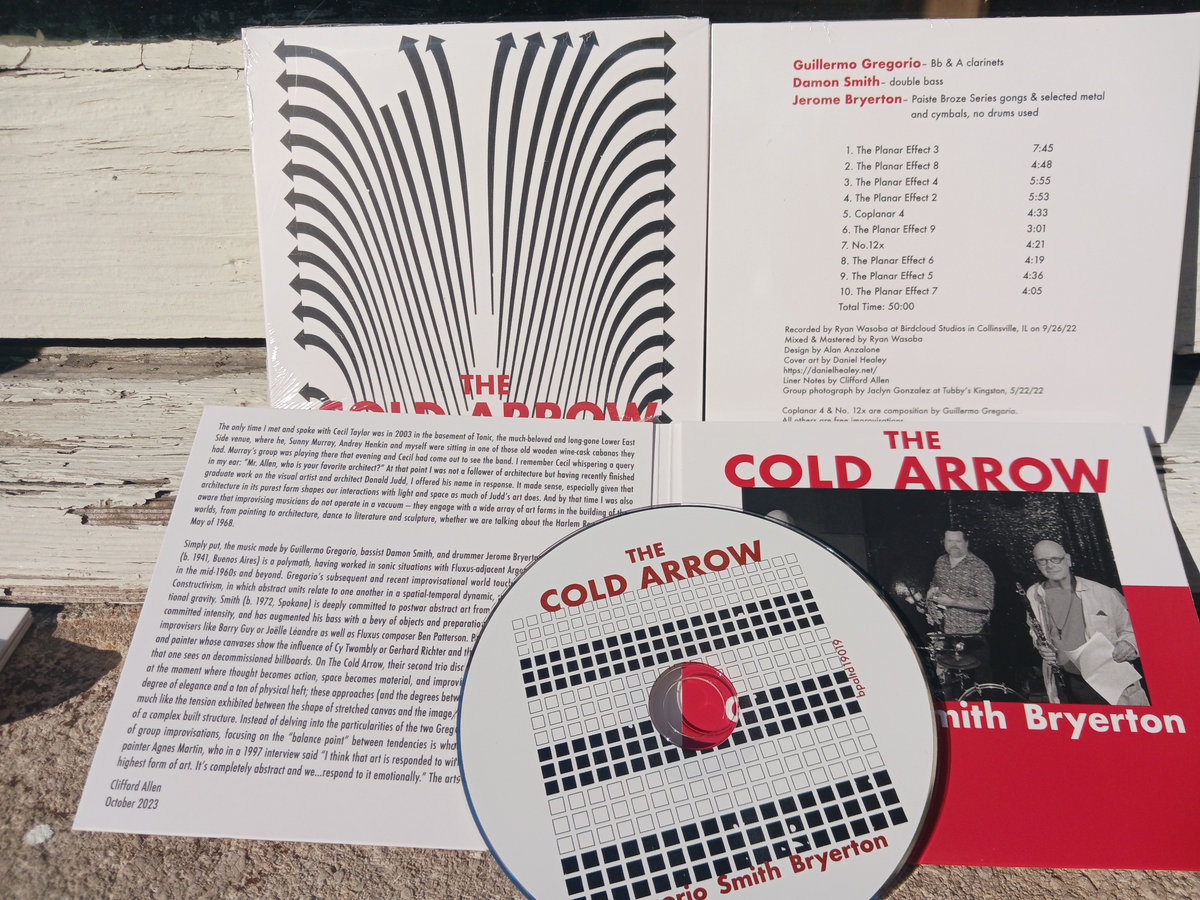 THE
COLD ARROW
Guillermo Gregorio– Bb & A clarinets
Damon Smith– double bass
Jerome Bryerton– Paiste Broze Series gongs & selected metal
and cymbals, no drums used
1. The Planar Effect 3 7:45
2. The Planar Effect 8 4:48
3. The Planar Effect 4 5:55
4. The Planar Effect 2 5:53
5. Coplanar 4 4:33
6. The Planar Effect 9 3:01
7. No.12x 4:21
8. The Planar Effect 6 4:19
9. The Planar Effect 5 4:36
10. The Planar Effect 7 4:05
Total Time: 50:00
Recorded by Ryan Wasoba at Birdcloud Studios in Collinsville, IL on 9/26/22
Mixed & Mastered by Ryan Wasoba
Design by Alan Anzalone
Cover art by Daniel Healey
https://danielhealey.net/
Liner Notes by Clifford Allen
Group photograph by Jaclyn Gonzalez at Tubby's Kingston, 5/22/22
Coplanar 4 & No. 12x are composition by Guillermo Gregorio.
All others are free improvisations
The only time I met and spoke with Cecil Taylor was in 2003 in the basement of Tonic, the much-beloved and long-gone Lower East
Side venue, where he, Sunny Murray, Andrey Henkin and myself were sitting in one of those old wooden wine-cask cabanas they
had. Murray's group was playing there that evening and Cecil had come out to see the band. I remember Cecil whispering a query
in my ear: "Mr. Allen, who is your favorite architect?" At that point I was not a follower of architecture but having recently finished
graduate work on the visual artist and architect Donald Judd, I offered his name in response. It made sense, especially given that
architecture in its purest form shapes our interactions with light and space as much of Judd's art does. And by that time I was also
aware that improvising musicians do not operate in a vacuum – they engage with a wide array of art forms in the building of
worlds, from painting to architecture, dance to literature and sculpture, whether we are talking about the Harlem
May of 1968.
Simply put, the music made by Guillermo Gregorio, bassist Damon Smith, and drummer Jerome
(b. 1941, Buenos Aires) is a polymath, having worked in sonic situations with Fluxus-adjacent
in the mid-1960s and beyond. Gregorio's subsequent and recent improvisational world
Constructivism, in which abstract units relate to one another in a spatial-temporal dynamic,
tional gravity. Smith (b. 1972, Spokane) is deeply committed to postwar abstract art from
committed intensity, and has augmented his bass with a bevy of objects and
improvisers like Barry Guy or Joëlle Léandre as well as Fluxus composer Ben Patterson.
and painter whose canvases show the influence of Cy Twombly or Gerhard Richter and
that one sees on decommissioned billboards. On The Cold Arrow, their second trio disc
at the moment where thought becomes action, space becomes material, and
degree of elegance and a ton of physical heft; these approaches (and the degrees
much like the tension exhibited between the shape of stretched canvas and the image/
of a complex built structure. Instead of delving into the particularities of the two
of group improvisations, focusing on the "balance point" between tendencies is
painter Agnes Martin, who in a 1997 interview said "I think that art is responded to
highest form of art. It's completely abstract and we...respond to it emotionally." The
Clifford Allen
October 2023
THE
COLD ARROW
Smith Bryerton
THE
COLD ARROW
bpaltd19019
Smith Bryerton